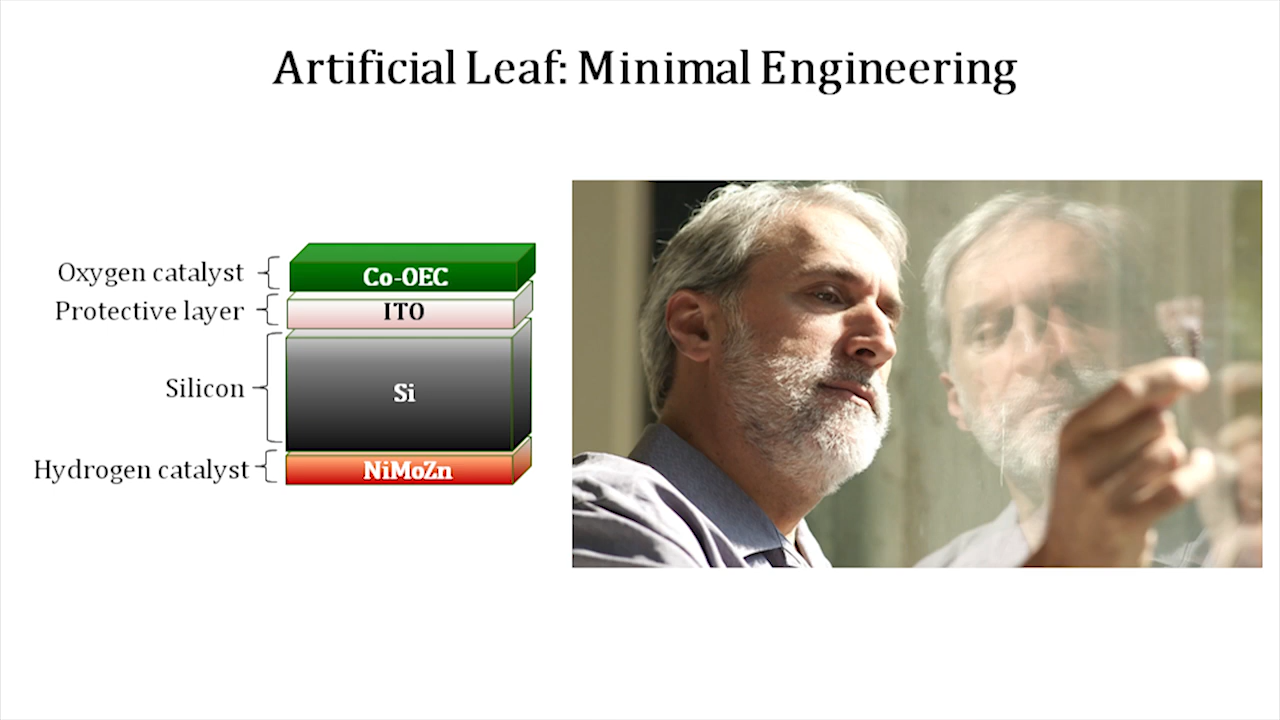 Artificial Leaf: Minimal Engineering
Oxygen catalyst
Co-OEC
Protective layer
ITO
Silicon
Si
Hydrogen catalyst
NiMoZn